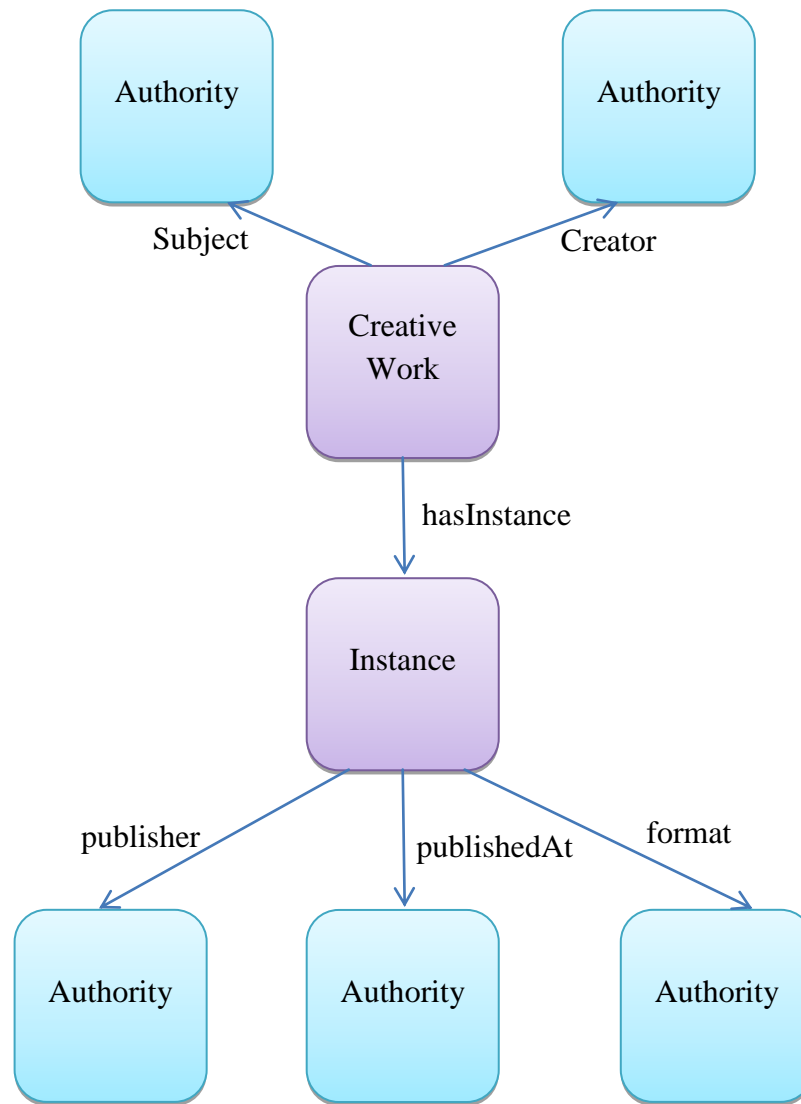 Authority
Authority
Subject
Creator
Creative
Work
hasInstance
Instance
publisher
publishedAt
format
Authority
Authority
Authority